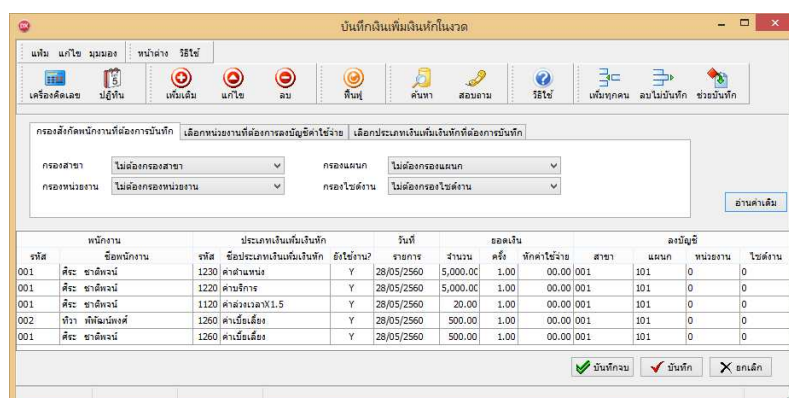 บันทึกเงินเพิ่มเงินหักในงวด
แฟ้ม แก้ไข มุมมอง หน้าต่าง วิธีใช้
เครื่องคิดเลข ปฏิทิน เพิ่มเติม แก้ไข ลบ ฟื้นฟู ค้นหา สอบถาม วิธีใช้ เพิ่มทุกคน ลบไม่บันทึก ช่วยบันทึก
กรองสังกัดพนักงานที่ต้องการบันทึก เลือกหน่วยงานที่ต้องการลงบัญชีค่าใช้จ่าย เลือกประเภทเงินเพิ่มเงินหักที่ต้องการบันทึก
กรองสาขา ไม่ต้องกรองสาขา กรองแผนก ไม่ต้องกรองแผนก
กรองหน่วยงาน ไม่ต้องกรองหน่วยงาน กรองไซด์งาน ไม่ต้องกรองไซด์งาน
อ่านค่าเดิม
พนักงาน ประเภทเงินเพิ่มเงินหัก วันที่ ยอดเงิน ลงบัญชี
รหัส ชื่อพนักงาน รหัส ชื่อประเภทเงินเพิ่มเงินหัก ยังใช้งาน? รายการ จำนวน ครั้ง หักค่าใช้จ่าย สาขา แผนก หน่วยงาน ไซด์งาน
001 ศิระ ชาติพจน์ 1230 ค่าตำแหน่ง Y 28/05/2560 5,000.00 1.00 00.00 001 101 0 0
001 ศิระ ชาติพจน์ 1220 ค่าบริการ Y 28/05/2560 5,000.00 1.00 00.00 001 101 0 0
001 ศิระ ชาติพจน์ 1120 ค่าล่วงเวลาX1.5 Y 28/05/2560 20.00 1.00 00.00 001 101 0 0
002 ทิวา พิพัฒน์พงศ์ 1260 ค่าเบี้ยเลี้ยง Y 28/05/2560 500.00 1.00 00.00 001 101 0 0
001 ศิระ ชาติพจน์ 1260 ค่าเบี้ยเลี้ยง Y 28/05/2560 500.00 1.00 00.00 001 101 0 0
บันทึกจบ บันทึก ยกเลิก